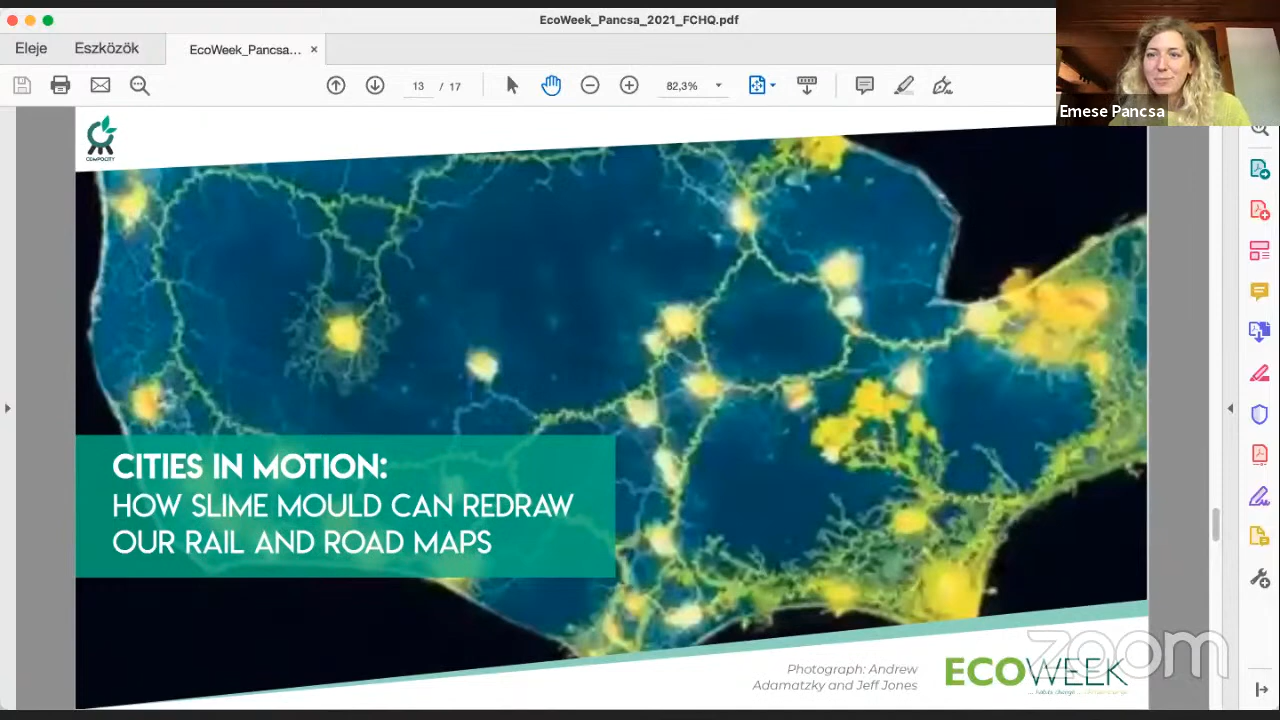 EcoWeek_Pancsa_2021_FCHQ.pdf
Eleje
Eszközök
EcoWeek_Pancsa... ×
13 / 17
82,3%
Emese Pancsa
COMPOCITY
CITIES IN MOTION:
HOW SLIME MOULD CAN REDRAW
OUR RAIL AND ROAD MAPS
Photograph: Andrew
Adamatzky and Jeff Jones
ECOWEEK
zoom